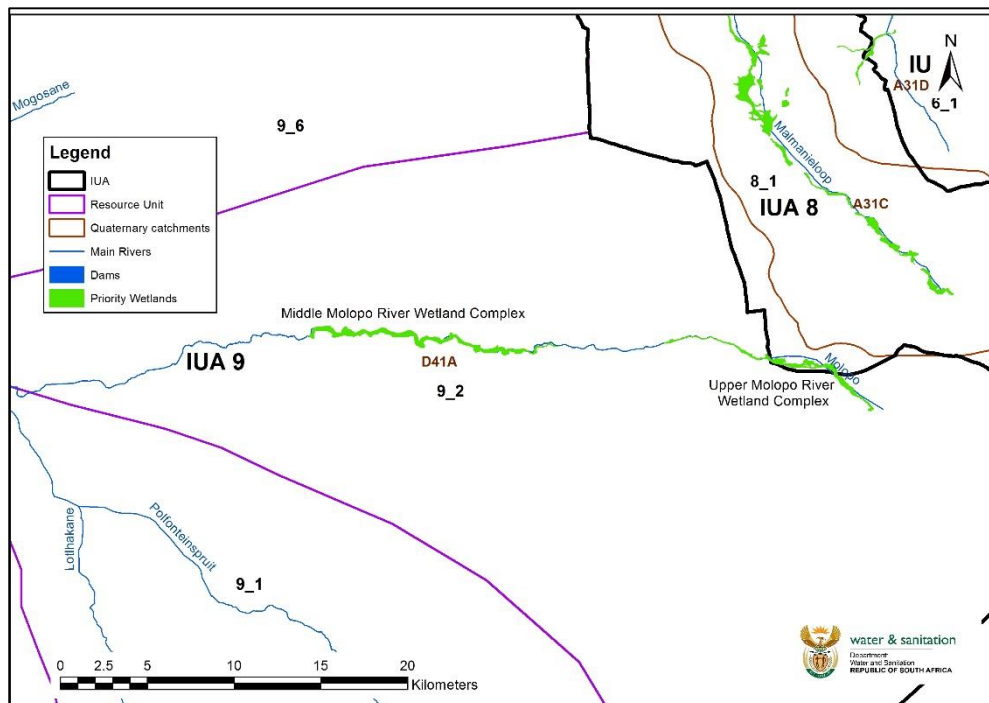 Mogosane
9_6
IU
N
A31D
6_1
Malmanieloop
8_1
IUA 8
A31C
Legend
IUA
Resource Unit
Quaternary catchments
Main Rivers
Dams
Priority Wetlands
Middle Molopo River Wetland Complex
IUA 9
D41A
9_2
Molopo
Upper Molopo River
Wetland Complex
Lotlhakane
Polfonteinspruit
9_1
0 2.5 5 10 15 20
Kilometers
water & sanitation
Department:
Water and Sanitation
REPUBLIC OF SOUTH AFRICA